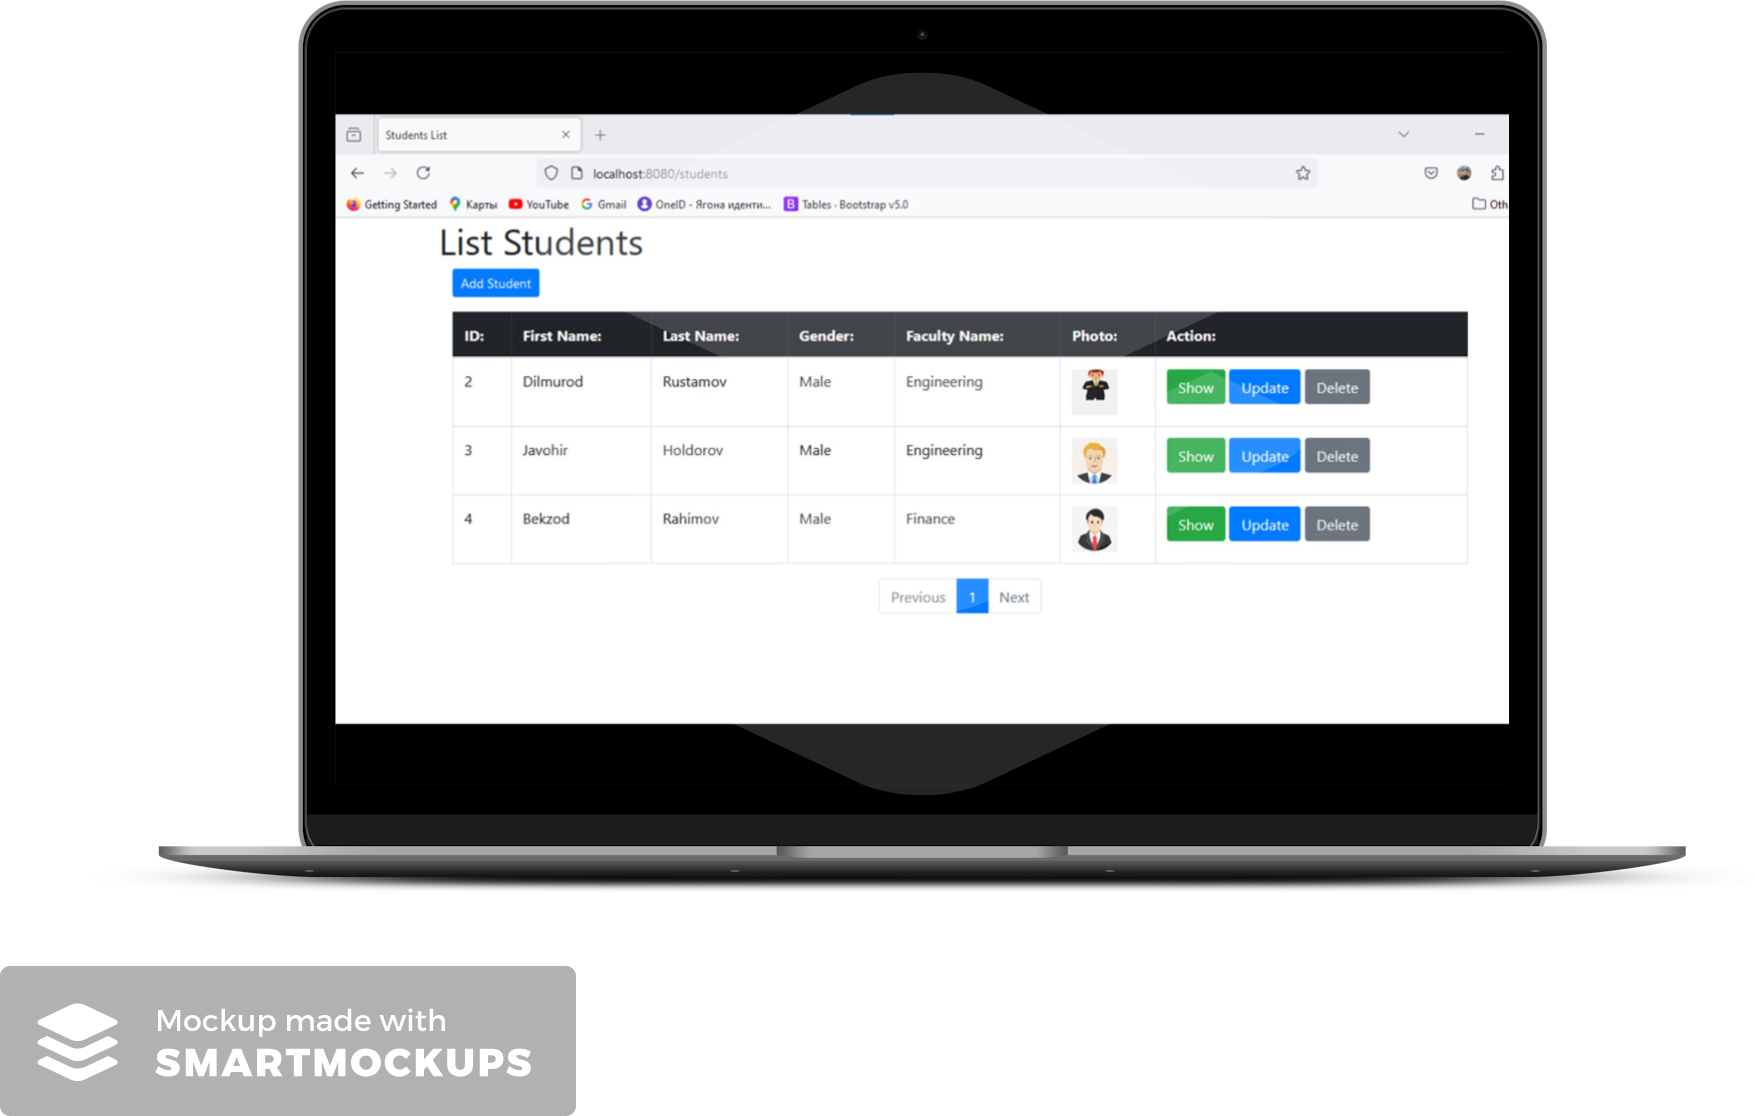 Students List
localhost:8080/students
Getting Started Карты YouTube Gmail OneID - Ягона иденти... Tables · Bootstrap v5.0 Oth
List Students
Add Student
ID: First Name: Last Name: Gender: Faculty Name: Photo: Action:
2 Dilmurod Rustamov Male Engineering Show Update Delete
3 Javohir Holdorov Male Engineering Show Update Delete
4 Bekzod Rahimov Male Finance Show Update Delete
Previous 1 Next
Mockup made with
SMARTMOCKUPS